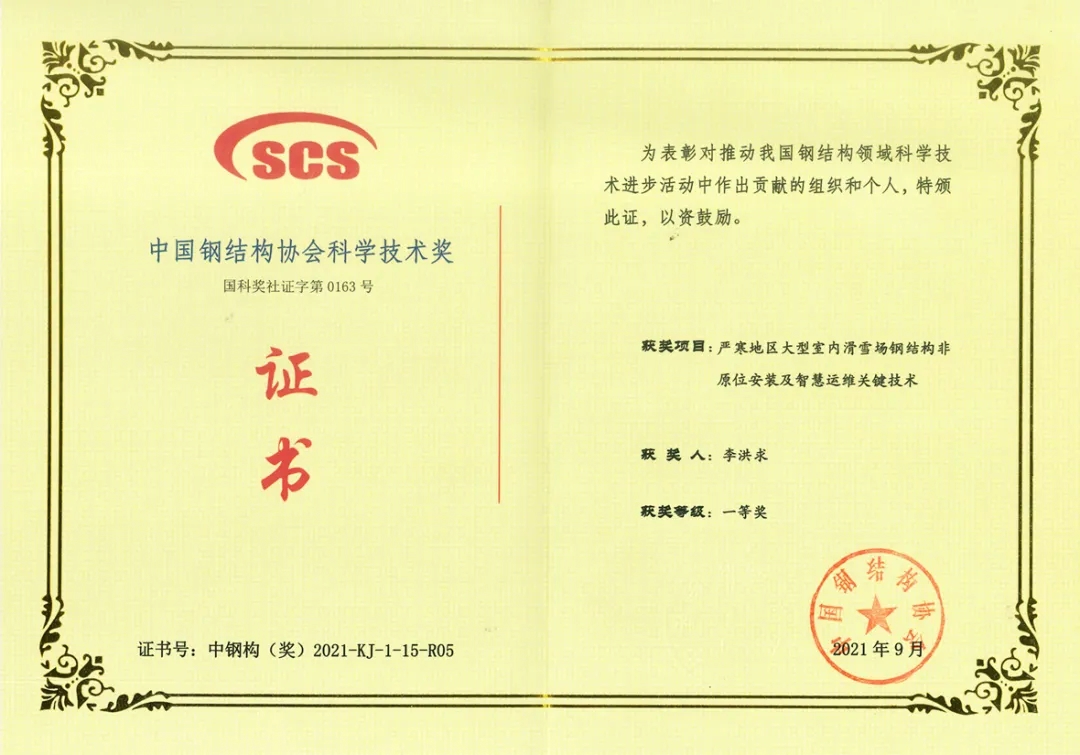 SCS
中国钢结构协会科学技术奖
国科奖社证字第0163号
证
书
证书号：中钢构（奖）2021-KJ-1-15-R05
为表彰对推动我国钢结构领域科学技
术进步活动中作出贡献的组织和个人，特颁
此证，以资鼓励。
获奖项目：严寒地区大型室内滑雪场钢结构非
原位安装及智慧运维关键技术
获 奖 人：李洪求
获奖等级：一等奖
中国钢结构协会
2021年9月